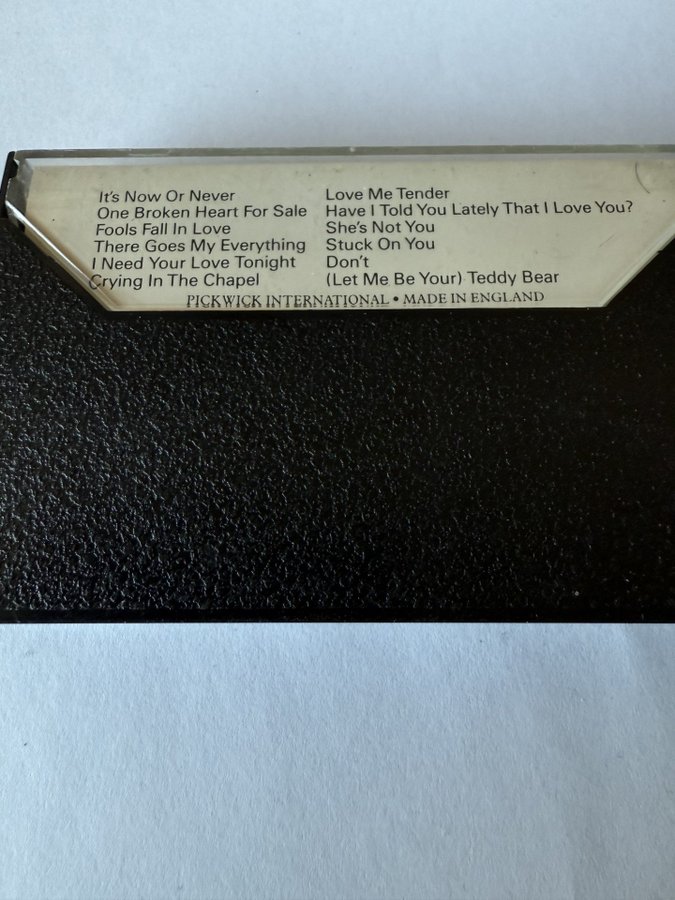 It's Now Or Never
One Broken Heart For Sale
Fools Fall In Love
There Goes My Everything
I Need Your Love Tonight
Crying In The Chapel
Love Me Tender
Have I Told You Lately That I Love You?
She's Not You
Stuck On You
Don't
(Let Me Be Your) Teddy Bear
PICKWICK INTERNATIONAL • MADE IN ENGLAND